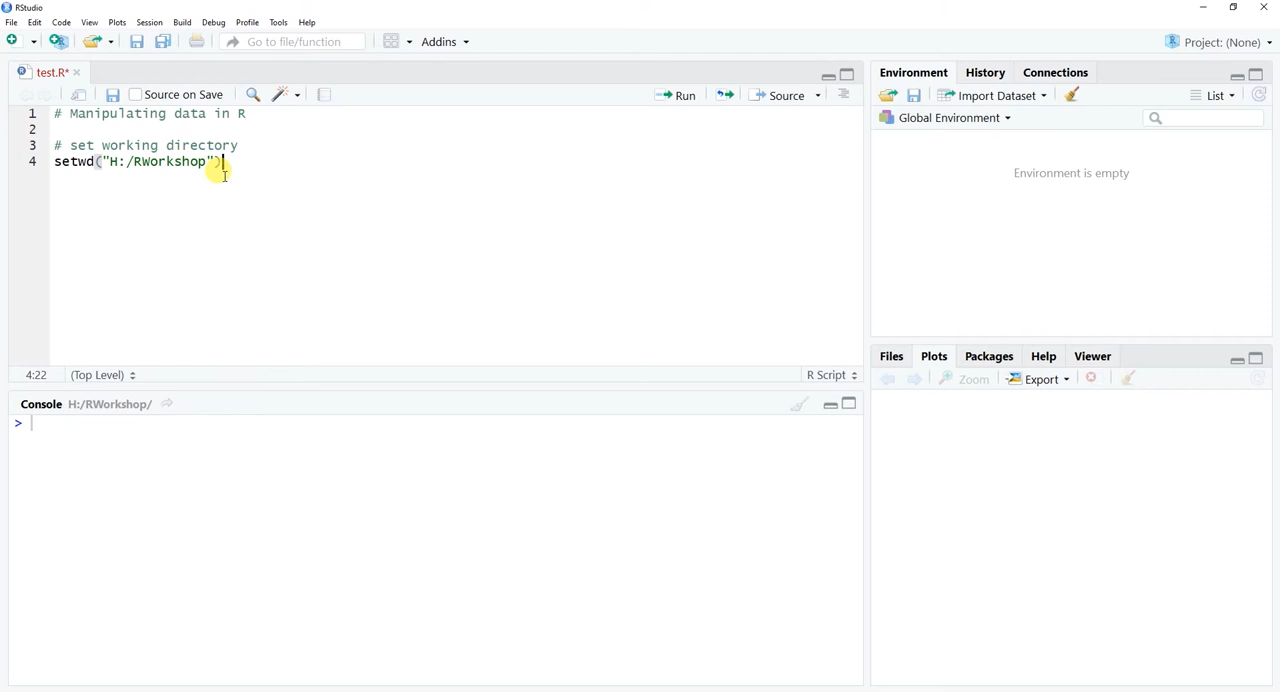 RStudio
File Edit Code View Plots Session Build Debug Profile Tools Help
Go to file/function Addins Project: (None)
test.R*
Source on Save Run Source
1 # Manipulating data in R
2
3 # set working directory
4 setwd("H:/RWorkshop")
4:22 (Top Level) R Script
Console H:/RWorkshop/
>
Environment History Connections
Import Dataset List
Global Environment
Environment is empty
Files Plots Packages Help Viewer
Zoom Export